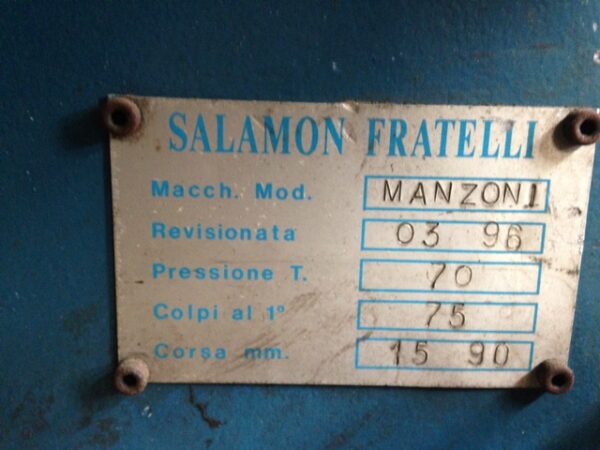 SALAMON FRATELLI
Macch. Mod. MANZONI
Revisionata 03 96
Pressione T. 70
Colpi al 1° 75
Corsa mm. 15 90